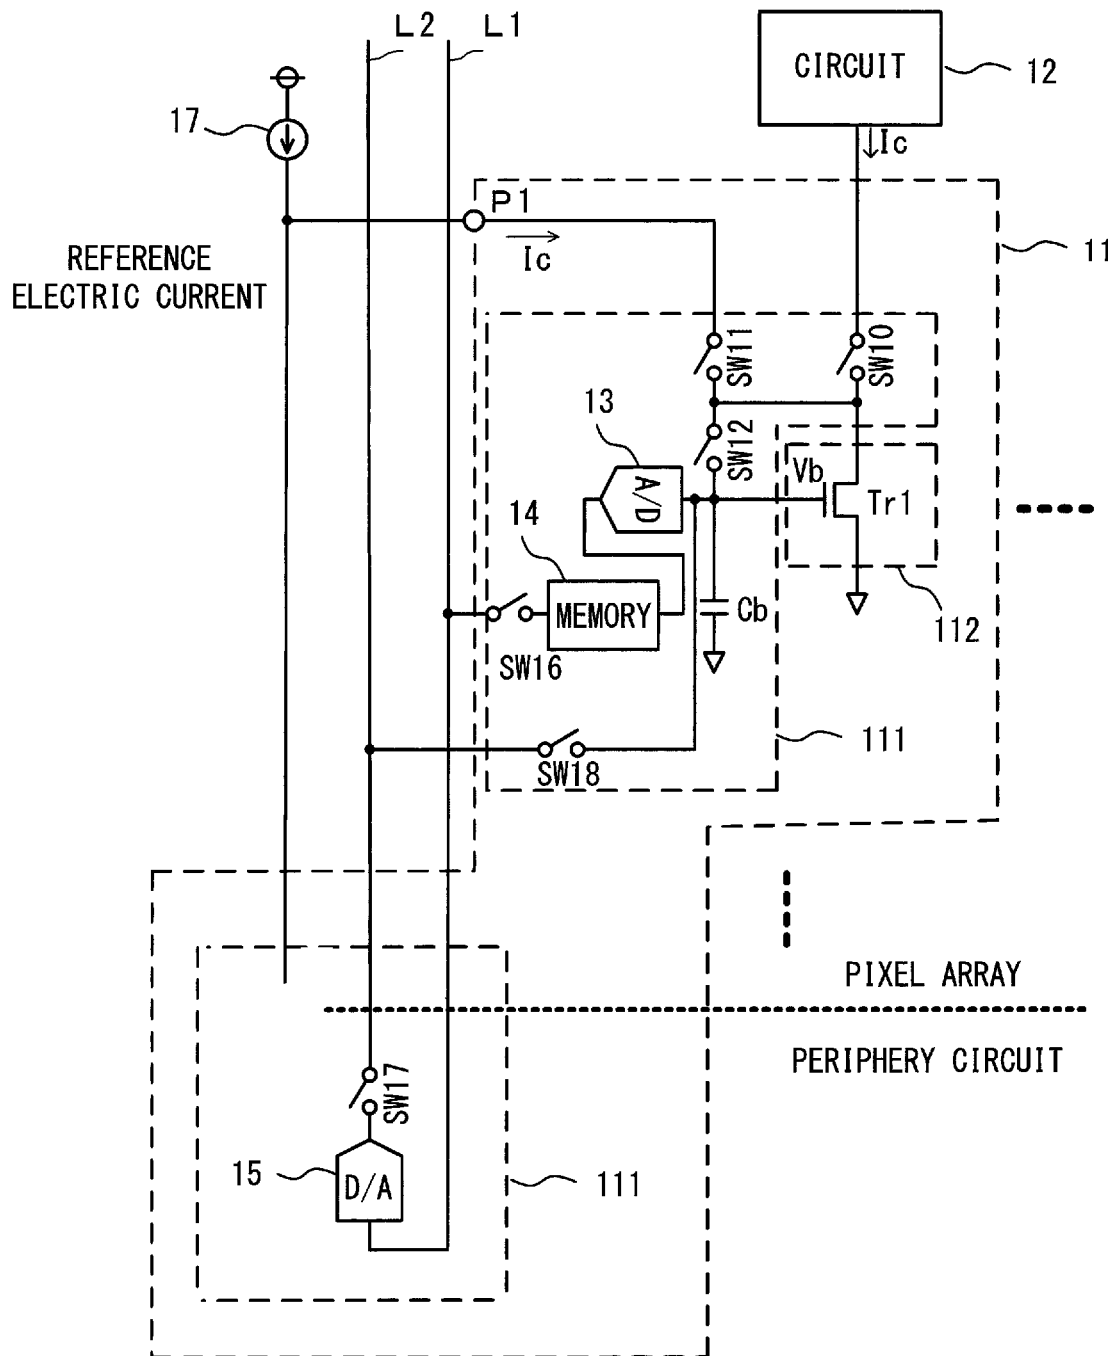 L2
L1
CIRCUIT
12
17
Ic
P1
Ic
11
REFERENCE
ELECTRIC CURRENT
SW11
SW10
13
SW12
A/D
Vb
Tr1
14
MEMORY
Cb
112
SW16
111
SW18
PIXEL ARRAY
PERIPHERY CIRCUIT
SW17
15
D/A
111